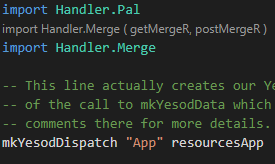 import Handler.Pal
import Handler.Merge ( getMergeR, postMergeR )
import Handler.Merge
-- This line actually creates our Ye
-- of the call to mkYesodData which
-- comments there for more details.
mkYesodDispatch "App" resourcesApp